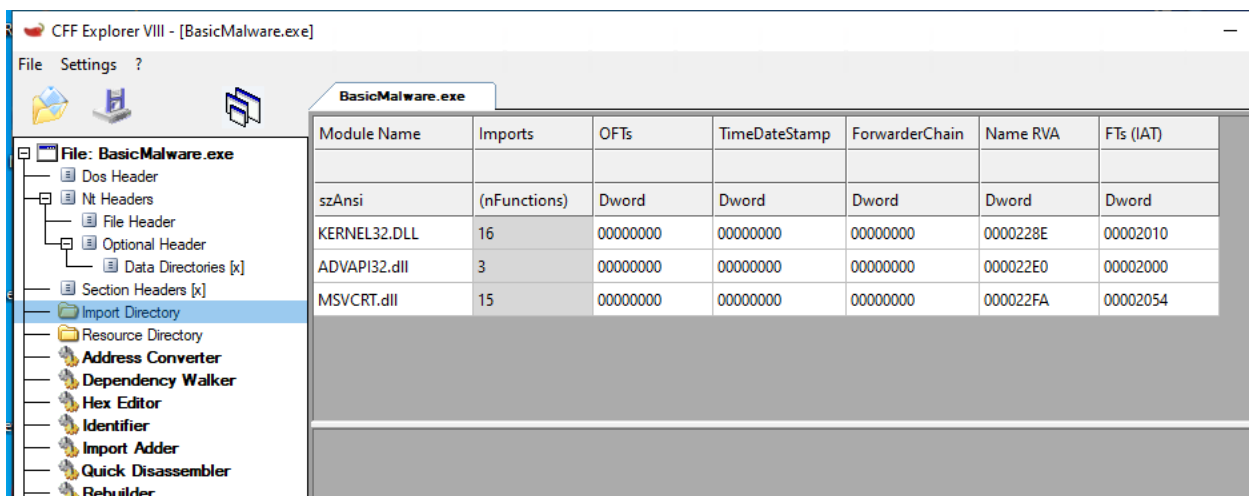 CFF Explorer VIII - [BasicMalware.exe]
File Settings ?
BasicMalware.exe
File: BasicMalware.exe
Dos Header
Nt Headers
File Header
Optional Header
Data Directories [x]
Section Headers [x]
Import Directory
Resource Directory
Address Converter
Dependency Walker
Hex Editor
Identifier
Import Adder
Quick Disassembler
Rebuilder
Module Name Imports OFTs TimeDateStamp ForwarderChain Name RVA FTs (IAT)
szAnsi (nFunctions) Dword Dword Dword Dword Dword
KERNEL32.DLL 16 00000000 00000000 00000000 0000228E 00002010
ADVAPI32.dll 3 00000000 00000000 00000000 000022E0 00002000
MSVCRT.dll 15 00000000 00000000 00000000 000022FA 00002054